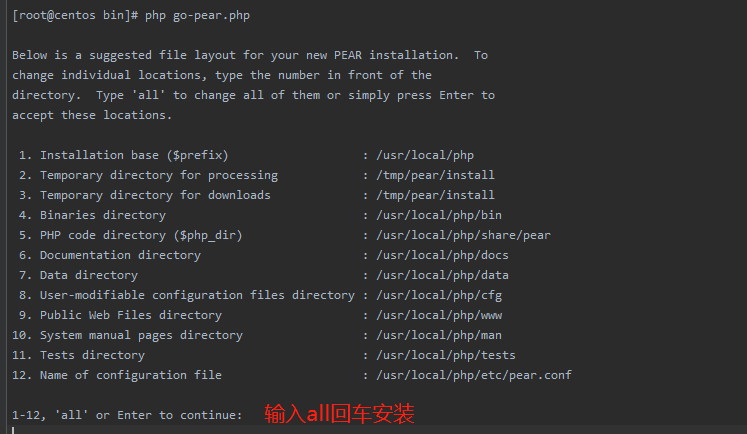 [root@centos bin]# php go-pear.php
Below is a suggested file layout for your new PEAR installation.  To
change individual locations, type the number in front of the
directory.  Type 'all' to change all of them or simply press Enter to
accept these locations.
 1. Installation base ($prefix)                   : /usr/local/php
 2. Temporary directory for processing            : /tmp/pear/install
 3. Temporary directory for downloads             : /tmp/pear/install
 4. Binaries directory                            : /usr/local/php/bin
 5. PHP code directory ($php_dir)                 : /usr/local/php/share/pear
 6. Documentation directory                       : /usr/local/php/docs
 7. Data directory                                : /usr/local/php/data
 8. User-modifiable configuration files directory : /usr/local/php/cfg
 9. Public Web Files directory                    : /usr/local/php/www
10. System manual pages directory                 : /usr/local/php/man
11. Tests directory                               : /usr/local/php/tests
12. Name of configuration file                    : /usr/local/php/etc/pear.conf
1-12, 'all' or Enter to continue: 输入all回车安装